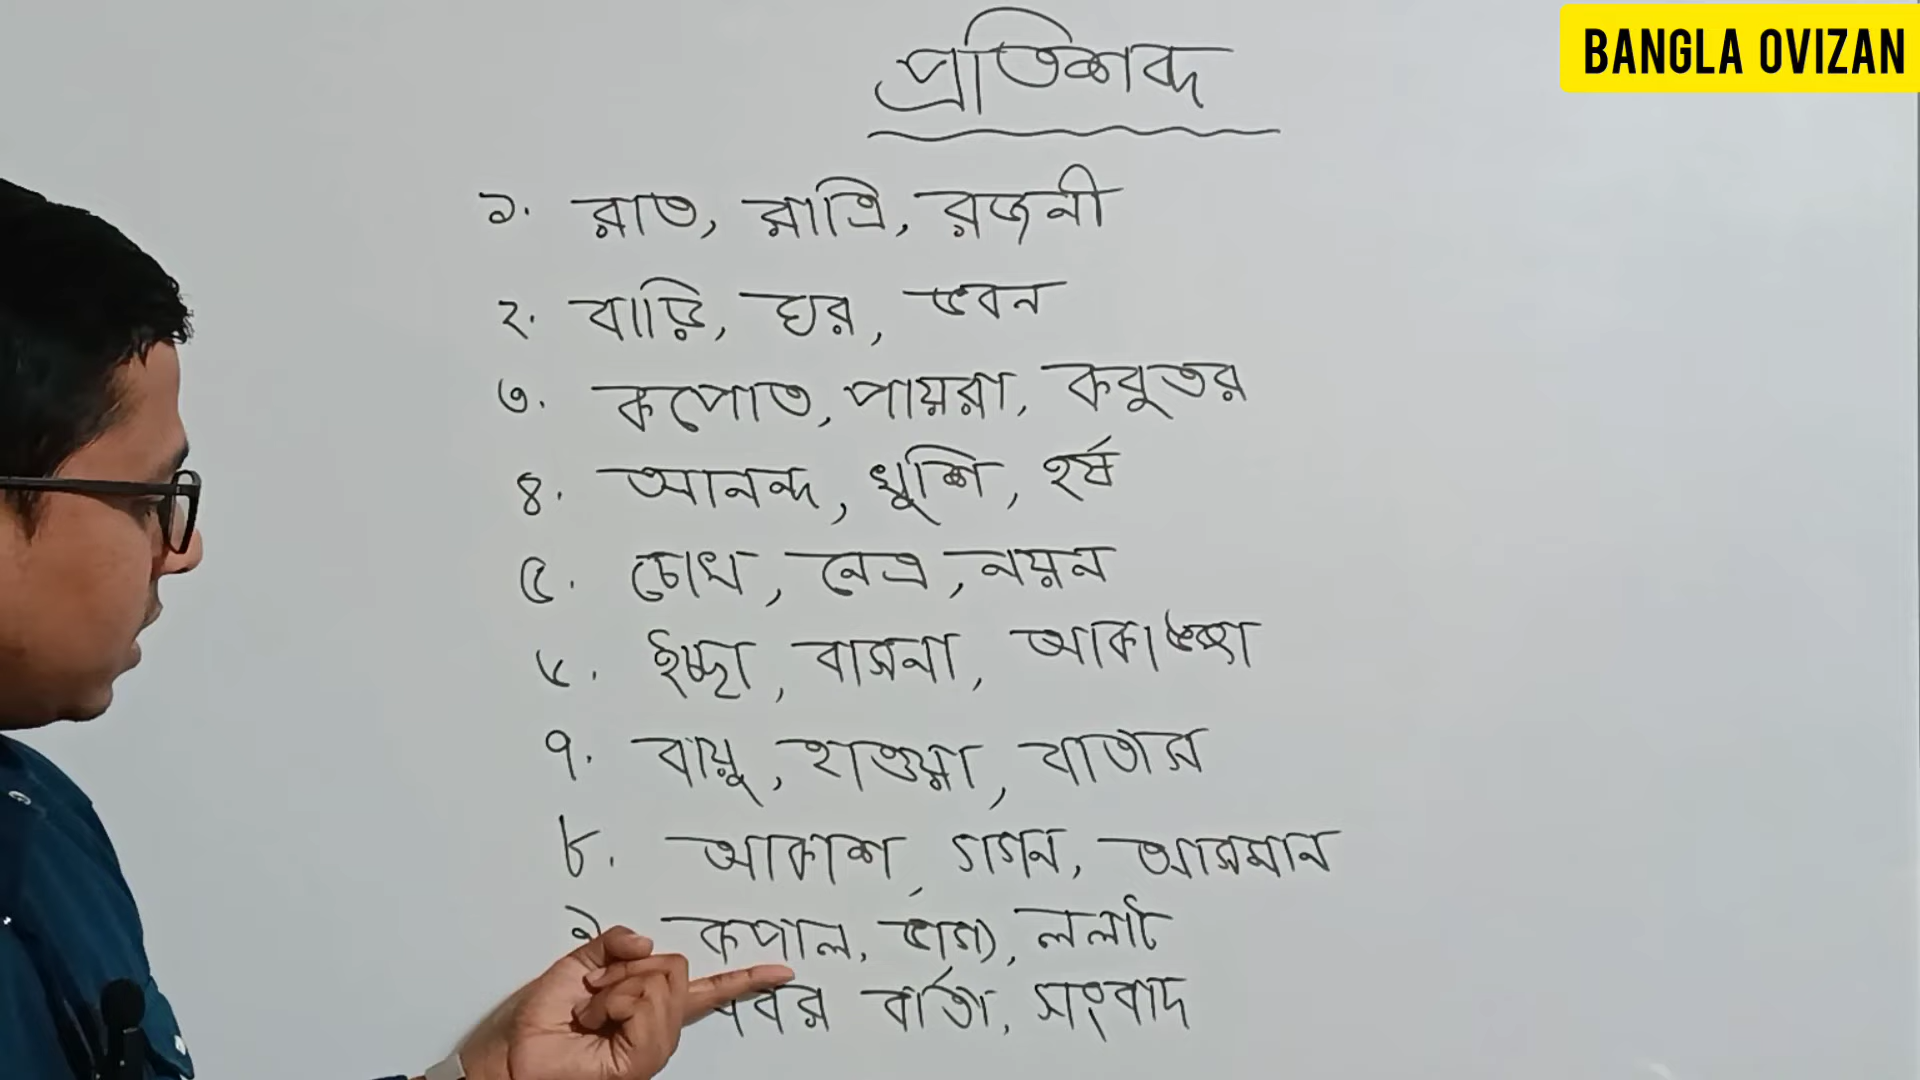 BANGLA OVIZAN
প্রতিশব্দ
১. রাত, রাত্রি, রজনী
২. বাড়ি, ঘর, ভবন
৩. কপোত, পায়রা, কবুতর
৪. আনন্দ, খুশি, হর্ষ
৫. চোখ, নেত্র, নয়ন
৬. ইচ্ছা, বাসনা, আকাঙ্ক্ষা
৭. বায়ু, হাওয়া, বাতাস
৮. আকাশ, গগন, আসমান
৯ কপাল, ভাগ্য, ললাট
খবর বার্তা, সংবাদ